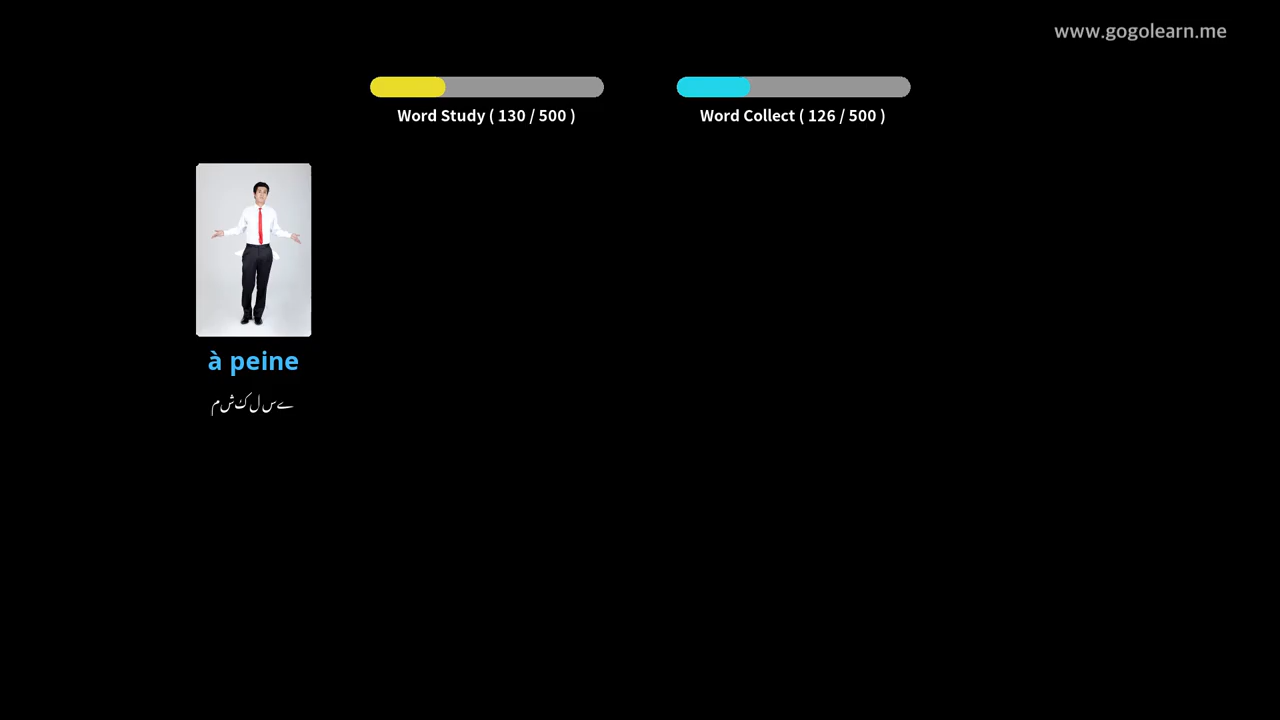 www.gogolearn.me
Word Study ( 130 / 500 )
Word Collect ( 126 / 500 )
à peine
مشکل سے